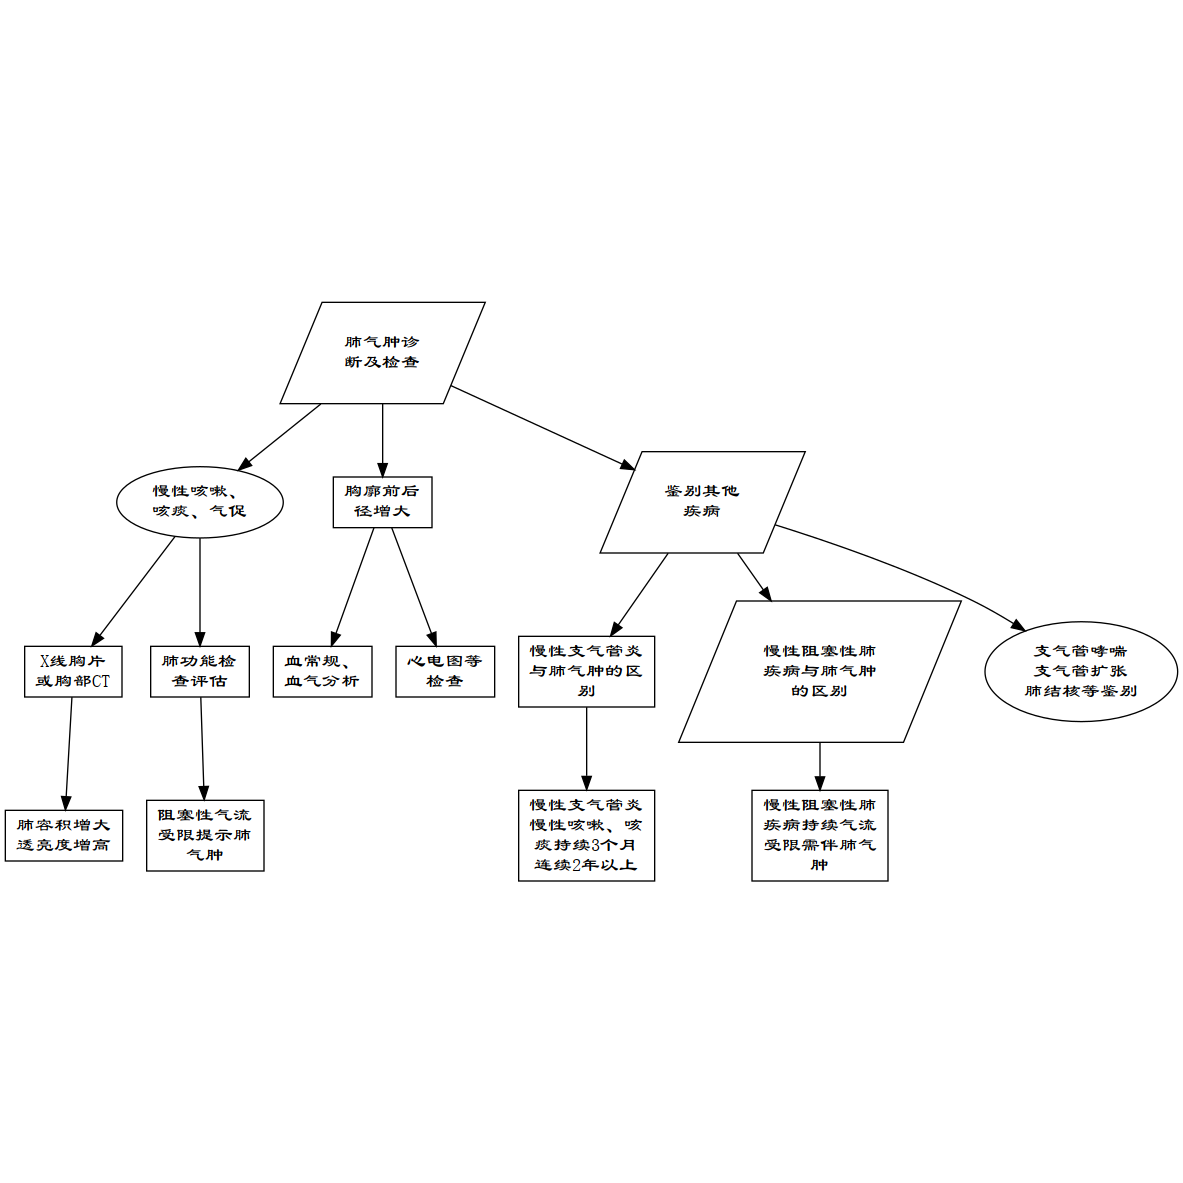 肺气肿诊
断及检查
慢性咳嗽、
咳痰、气促
胸廓前后
径增大
鉴别其他
疾病
X线胸片
或胸部CT
肺功能检
查评估
血常规、
血气分析
心电图等
检查
慢性支气管炎
与肺气肿的区
别
慢性阻塞性肺
疾病与肺气肿
的区别
支气管哮喘
支气管扩张
肺结核等鉴别
肺容积增大
透亮度增高
阻塞性气流
受限提示肺
气肿
慢性支气管炎
慢性咳嗽、咳
痰持续3个月
连续2年以上
慢性阻塞性肺
疾病持续气流
受限需伴肺气
肿